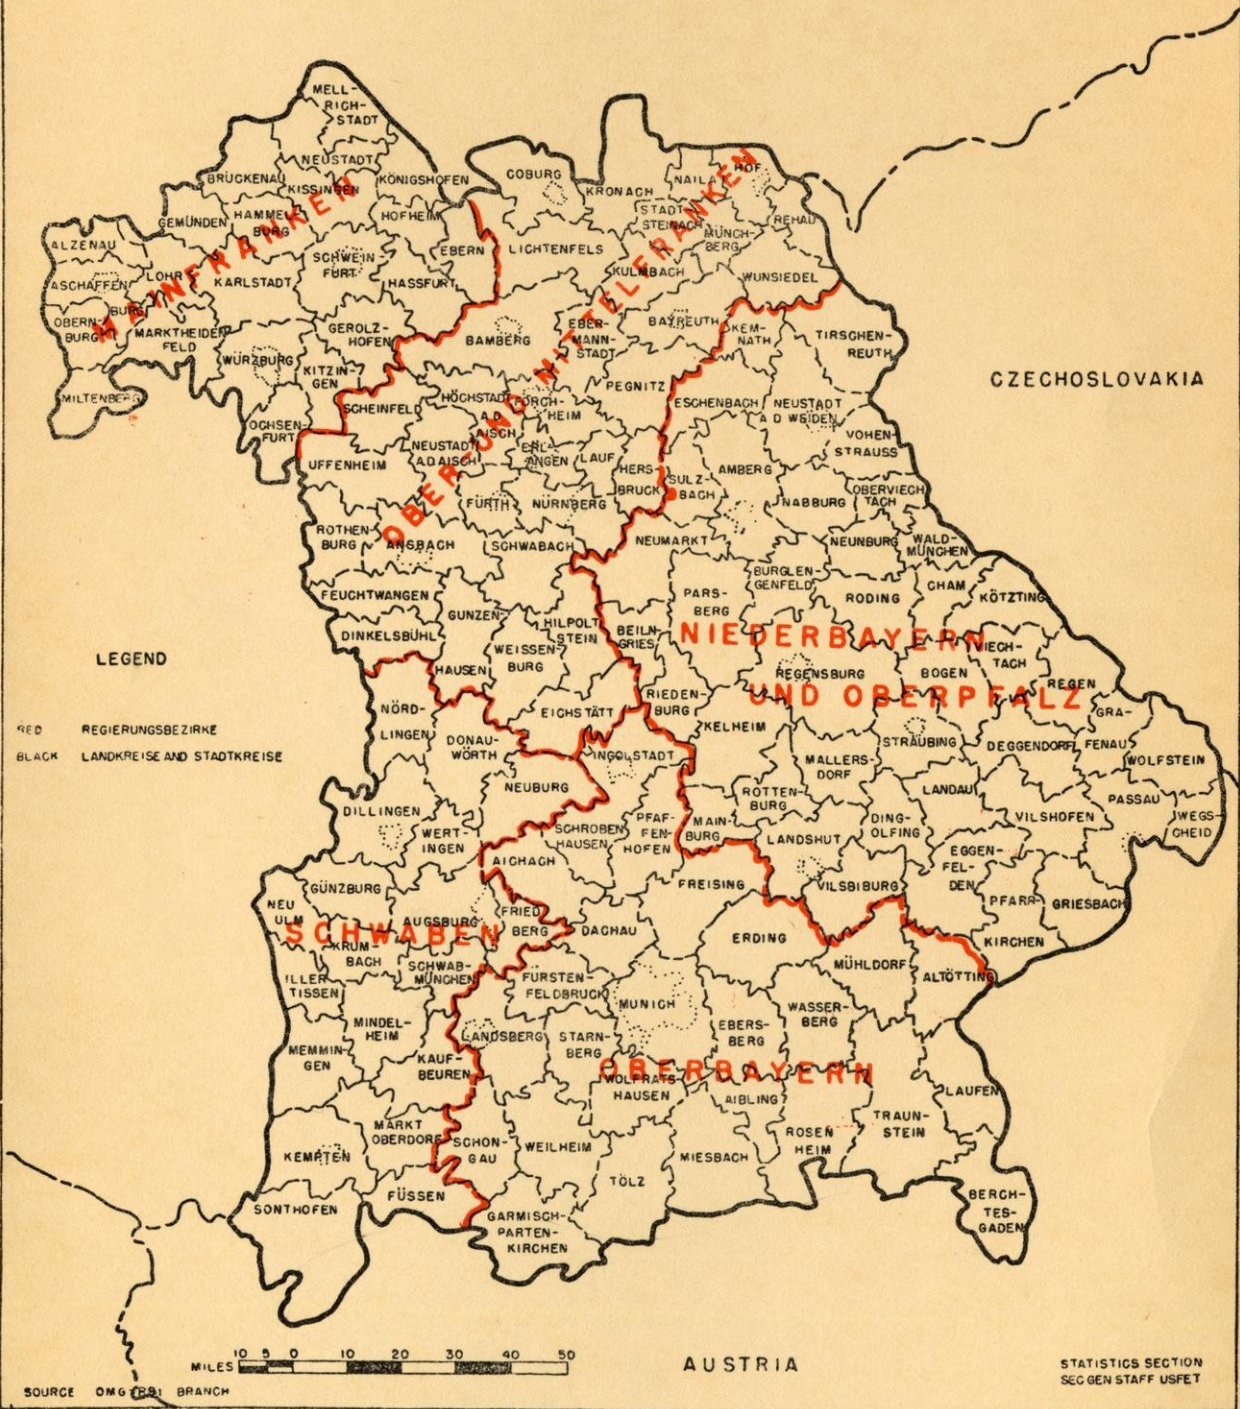 MELL-
RICH-
STADT
NEUSTADT
BRÜCKENAU
KISSINGEN
KÖNIGSHOFEN
COBURG
KRONACH
NAILA
HOF
GEMÜNDEN
HAMMEL-
BURG
HOFHEIM
STADT-
STEINACH
MÜNCH-
BERG
REHAU
ALZENAU
EBERN
LICHTENFELS
KULMBACH
WUNSIEDEL
ASCHAFFEN-
BURG
LOHR
KARLSTADT
SCHWEIN-
FURT
HASSFURT
MAINFRANKEN
OBERN-
BURG
MARKTHEIDEN-
FELD
GEROLZ-
HOFEN
BAMBERG
EBER-
MANN-
STADT
BAYREUTH
KEM-
NATH
TIRSCHEN-
REUTH
WÜRZBURG
KITZIN-
GEN
PEGNITZ
CZECHOSLOVAKIA
MILTENBERG
SCHEINFELD
HÖCHSTADT
A.D.
AISCH
FORCH-
HEIM
ESCHENBACH
NEUSTADT
A D WEIDEN
OCHSEN-
FURT
UFFENHEIM
NEUSTADT
A.D.AISCH
ERL-
ANGEN
LAUF
HERS-
BRUCK
SULZ-
BACH
AMBERG
VOHEN-
STRAUSS
OBER-UND MITTELFRANKEN
FÜRTH
NÜRNBERG
NABBURG
OBERVIECH-
TACH
ROTHEN-
BURG
ANSBACH
SCHWABACH
NEUMARKT
NEUNBURG
WALD-
MÜNCHEN
FEUCHTWANGEN
PARS-
BERG
BURGLEN-
GENFELD
RODING
CHAM
KÖTZTING
DINKELSBÜHL
GUNZEN-
HAUSEN
WEISSEN-
BURG
HILPOLT
STEIN
BEILN-
GRIES
NIEDERBAYERN
UND OBERPFALZ
VIECH-
TACH
REGENSBURG
BOGEN
REGEN
LEGEND
RED REGIERUNGSBEZIRKE
BLACK LANDKREISE AND STADTKREISE
NÖRD-
LINGEN
EICHSTÄTT
RIEDEN-
BURG
KELHEIM
STRAUBING
DEGGENDORF
GRA-
FENAU
WOLFSTEIN
DONAU-
WÖRTH
INGOLSTADT
MALLERS-
DORF
NEUBURG
ROTTEN-
BURG
LANDAU
VILSHOFEN
PASSAU
WEGS-
CHEID
DILLINGEN
WERT-
INGEN
SCHROBEN-
HAUSEN
PFAF-
FEN-
HOFEN
MAIN-
BURG
LANDSHUT
DING-
OLFING
EGGEN-
FEL-
DEN
AICHACH
FREISING
VILSBIBURG
PFARR-
KIRCHEN
GRIESBACH
GÜNZBURG
NEU
ULM
AUGSBURG
FRIED
BERG
DACHAU
ERDING
SCHWABEN
KRUM-
BACH
SCHWAB-
MÜNCHEN
MÜHLDORF
ALTÖTTING
ILLER
TISSEN
FÜRSTEN-
FELDBRUCK
MUNICH
EBERS-
BERG
WASSER-
BERG
MINDEL-
HEIM
LANDSBERG
STARN-
BERG
MEMMIN-
GEN
KAUF-
BEUREN
OBERBAYERN
WOLFRATS-
HAUSEN
AIBLING
LAUFEN
MARKT
OBERDORF
SCHON-
GAU
WEILHEIM
MIESBACH
ROSEN
HEIM
TRAUN-
STEIN
KEMPTEN
TÖLZ
SONTHOFEN
FÜSSEN
GARMISCH-
PARTEN-
KIRCHEN
BERCH-
TES-
GADEN
10 5 0 10 20 30 40 50
MILES
AUSTRIA
STATISTICS SECTION
SEC GEN STAFF USFET
SOURCE BRANCH